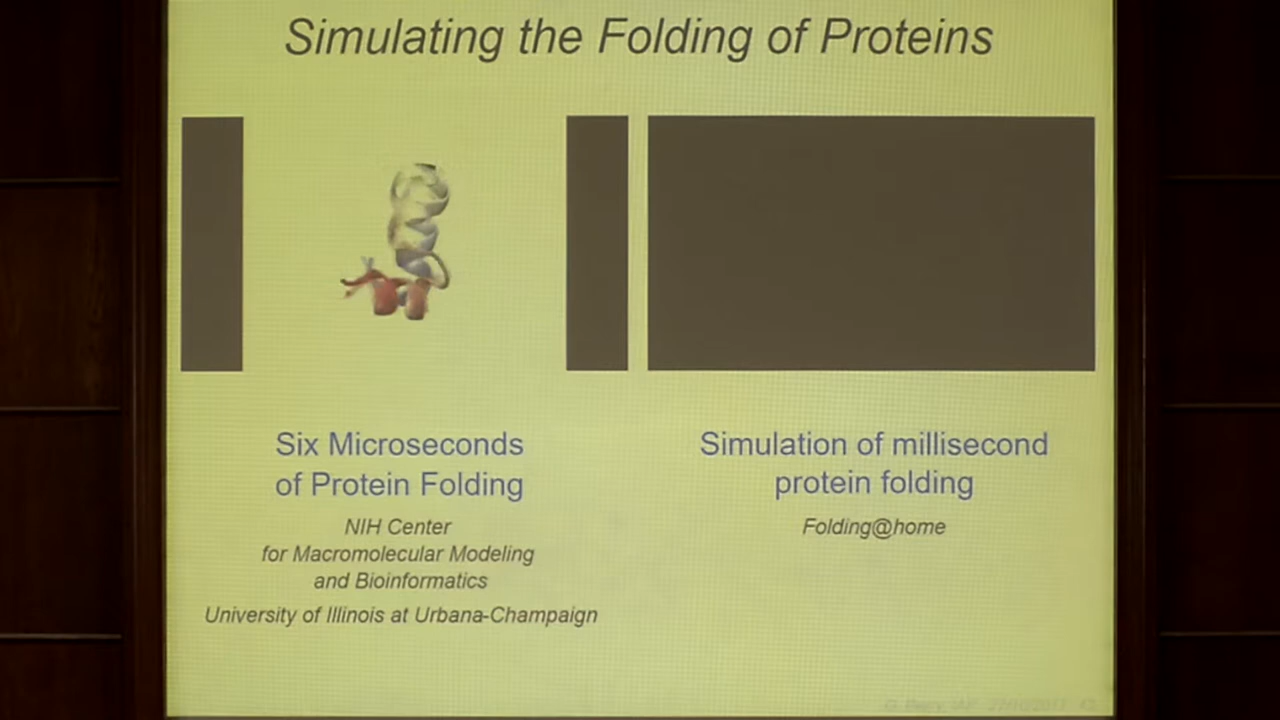 Simulating the Folding of Proteins
Six Microseconds
of Protein Folding
NIH Center
for Macromolecular Modeling
and Bioinformatics
University of Illinois at Urbana-Champaign
Simulation of millisecond
protein folding
Folding@home